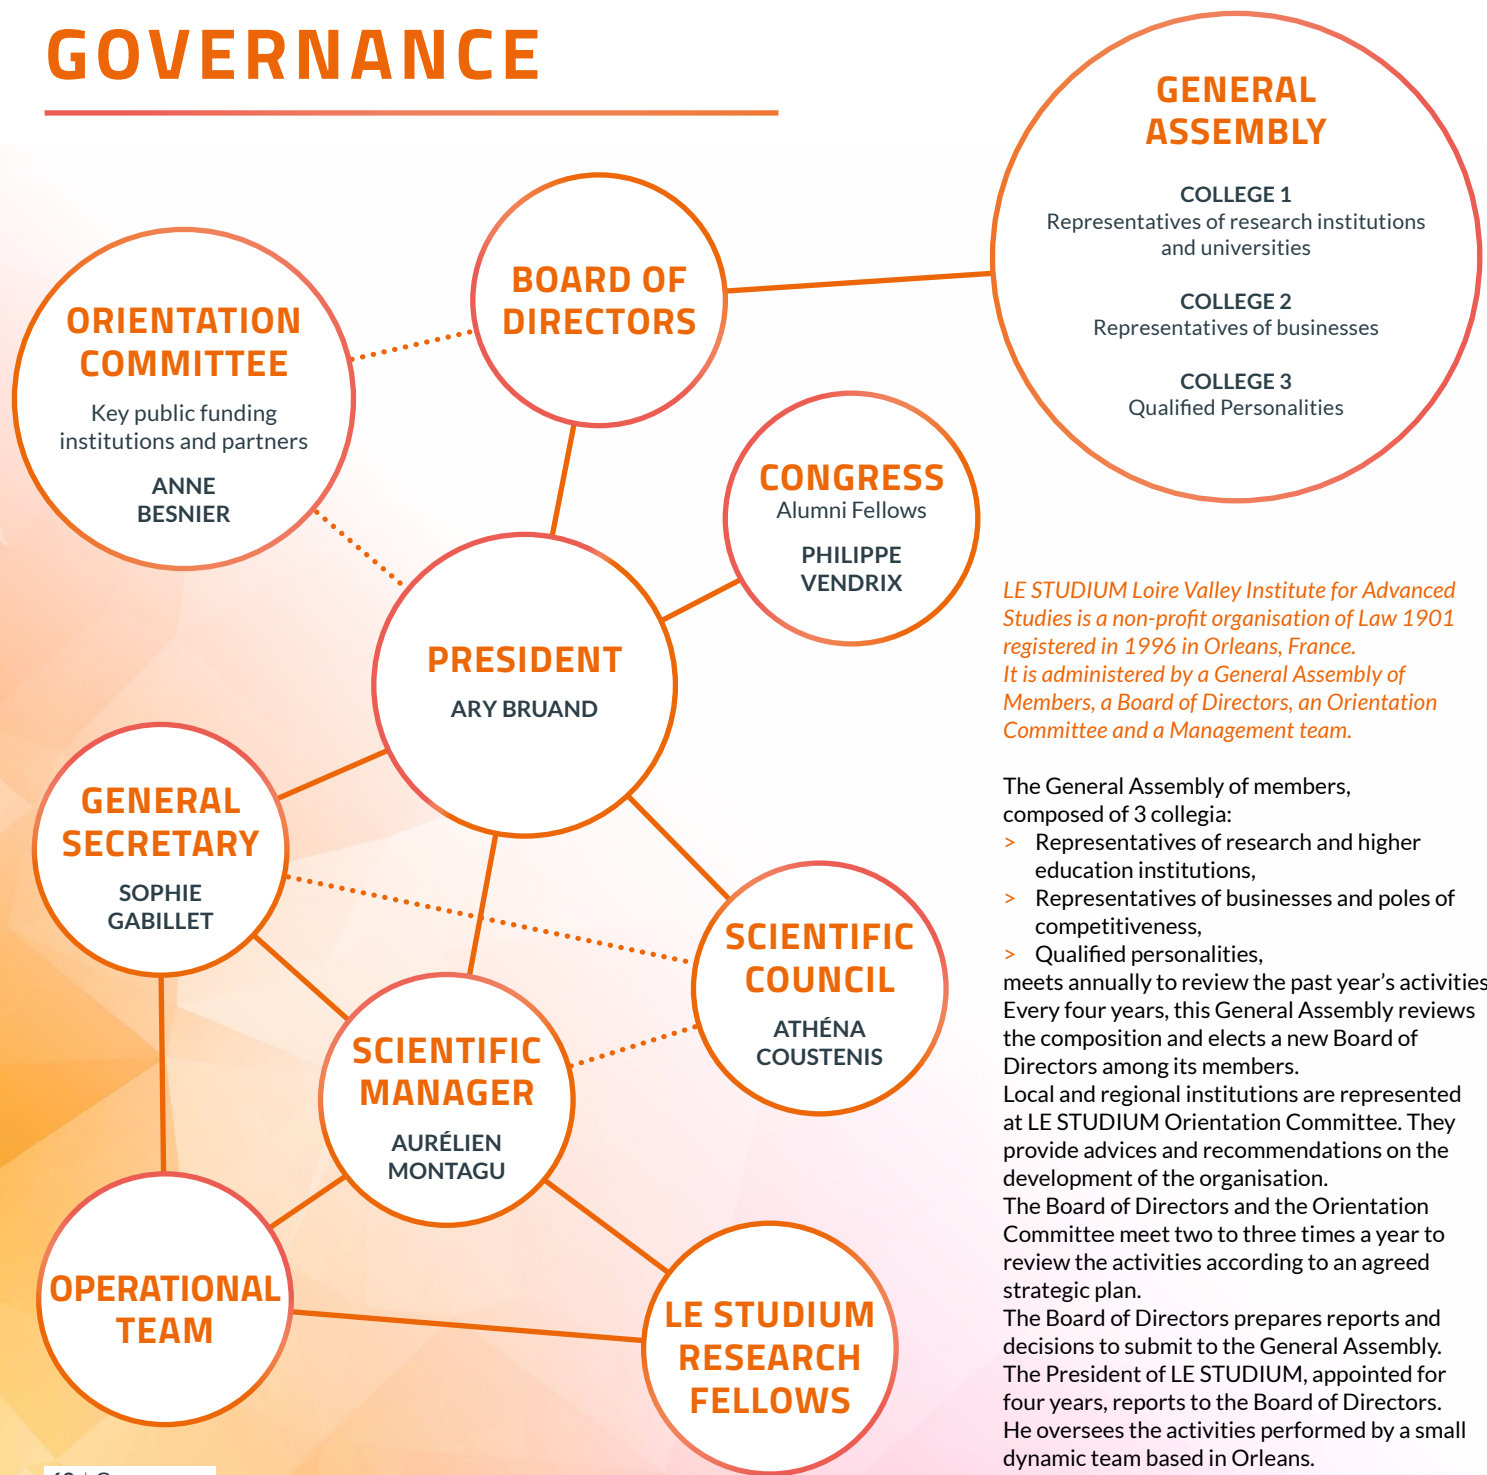 GOVERNANCE
GENERAL
ASSEMBLY
COLLEGE 1
Representatives of research institutions
and universities
COLLEGE 2
Representatives of businesses
COLLEGE 3
Qualified Personalities
BOARD OF
DIRECTORS
ORIENTATION
COMMITTEE
Key public funding
institutions and partners
ANNE
BESNIER
CONGRESS
Alumni Fellows
PHILIPPE
VENDRIX
PRESIDENT
ARY BRUAND
GENERAL
SECRETARY
SOPHIE
GABILLET
SCIENTIFIC
COUNCIL
ATHÉNA
COUSTENIS
SCIENTIFIC
MANAGER
AURÉLIEN
MONTAGU
OPERATIONAL
TEAM
LE STUDIUM
RESEARCH
FELLOWS
LE STUDIUM Loire Valley Institute for Advanced
Studies is a non-profit organisation of Law 1901
registered in 1996 in Orleans, France.
It is administered by a General Assembly of
Members, a Board of Directors, an Orientation
Committee and a Management team.
The General Assembly of members,
composed of 3 collegia:
> Representatives of research and higher
education institutions,
> Representatives of businesses and poles of
competitiveness,
> Qualified personalities,
meets annually to review the past year's activities
Every four years, this General Assembly reviews
the composition and elects a new Board of
Directors among its members.
Local and regional institutions are represented
at LE STUDIUM Orientation Committee. They
provide advices and recommendations on the
development of the organisation.
The Board of Directors and the Orientation
Committee meet two to three times a year to
review the activities according to an agreed
strategic plan.
The Board of Directors prepares reports and
decisions to submit to the General Assembly.
The President of LE STUDIUM, appointed for
four years, reports to the Board of Directors.
He oversees the activities performed by a small
dynamic team based in Orleans.